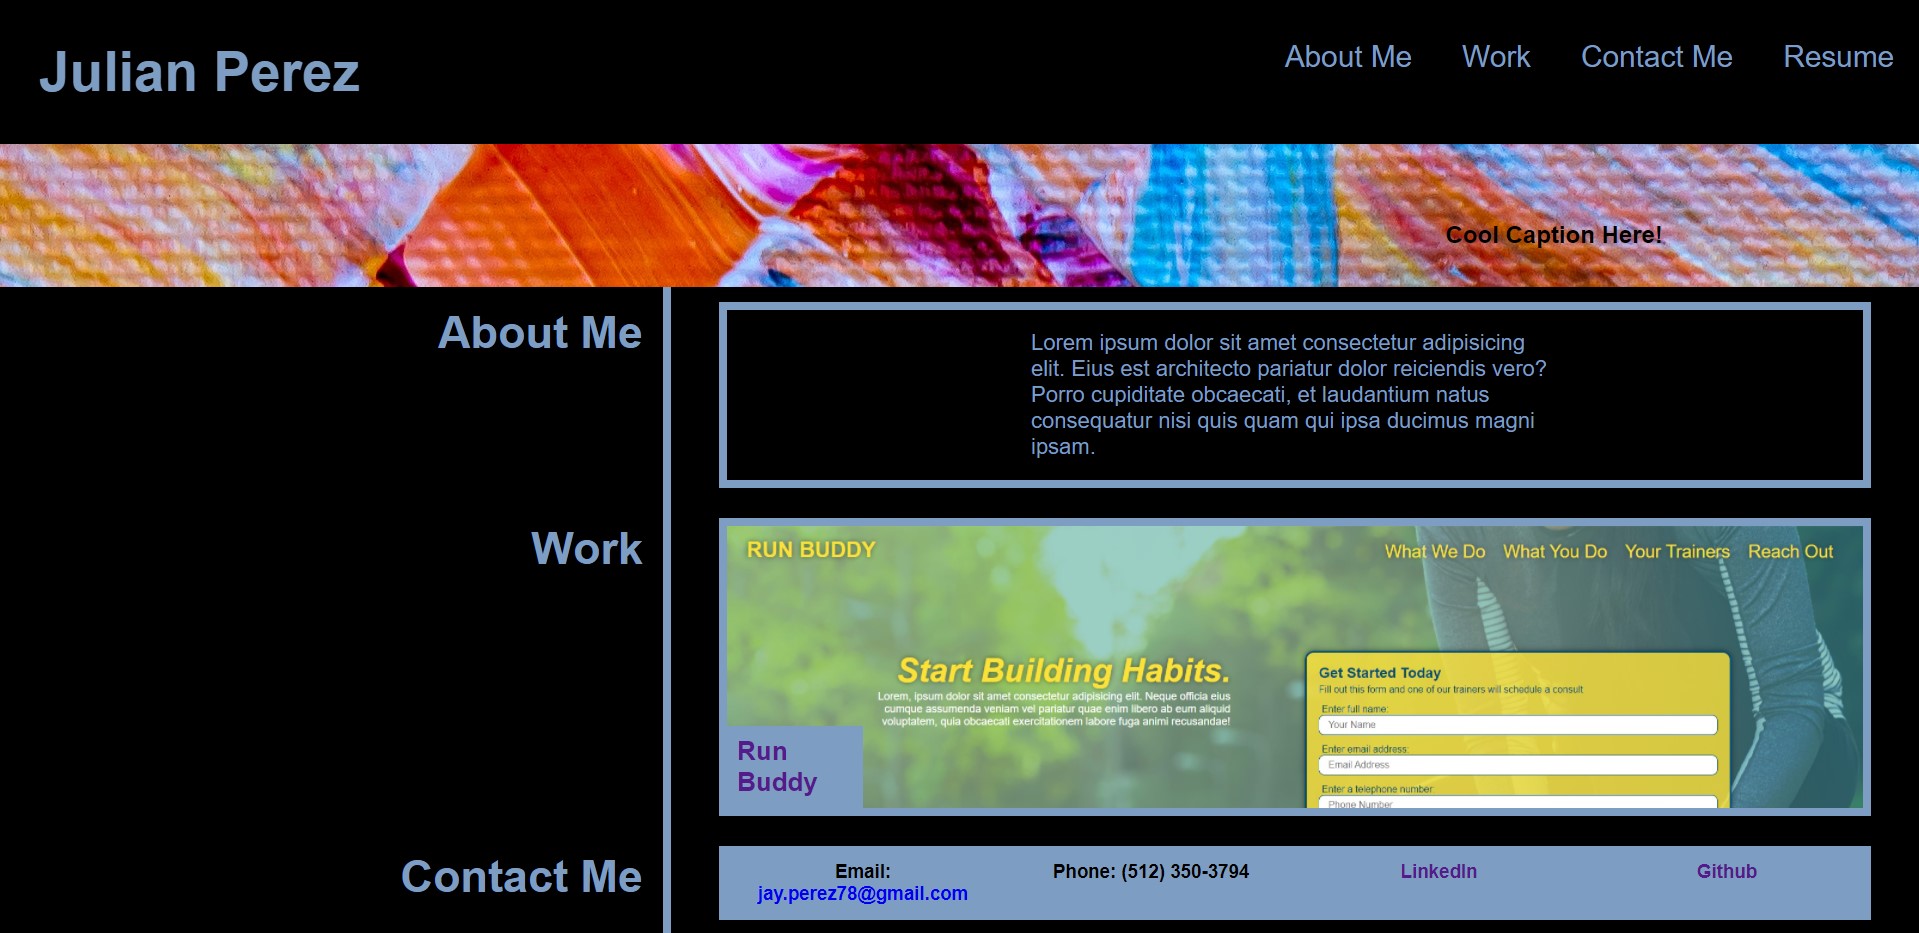 Julian Perez
About Me Work Contact Me Resume
Cool Caption Here!
About Me
Lorem ipsum dolor sit amet consectetur adipisicing
elit. Eius est architecto pariatur dolor reiciendis vero?
Porro cupiditate obcaecati, et laudantium natus
consequatur nisi quis quam qui ipsa ducimus magni
ipsam.
Work
RUN BUDDY
What We Do What You Do Your Trainers Reach Out
Start Building Habits.
Lorem, ipsum dolor sit amet consectetur adipisicing elit. Neque officia eius
cumque assumenda veniam vel pariatur quae enim libero ab eum aliquid
voluptatem, quia obcaecati exercitationem labore fuga animi recusandae!
Get Started Today
Fill out this form and one of our trainers will schedule a consult
Enter full name:
Your Name
Enter email address:
Email Address
Enter a telephone number:
Phone Number
Run
Buddy
Contact Me
Email:
jay.perez78@gmail.com
Phone: (512) 350-3794
LinkedIn
Github